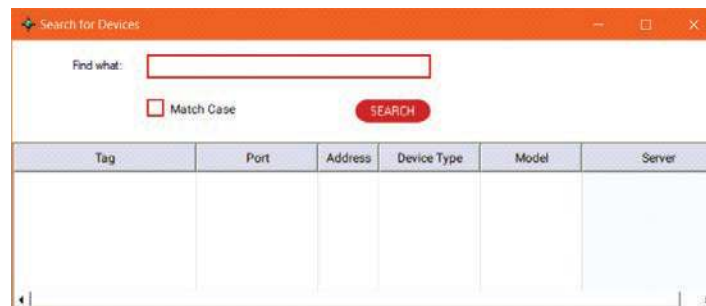 Search for Devices
Find what:
Match Case
SEARCH
Tag Port Address Device Type Model Server